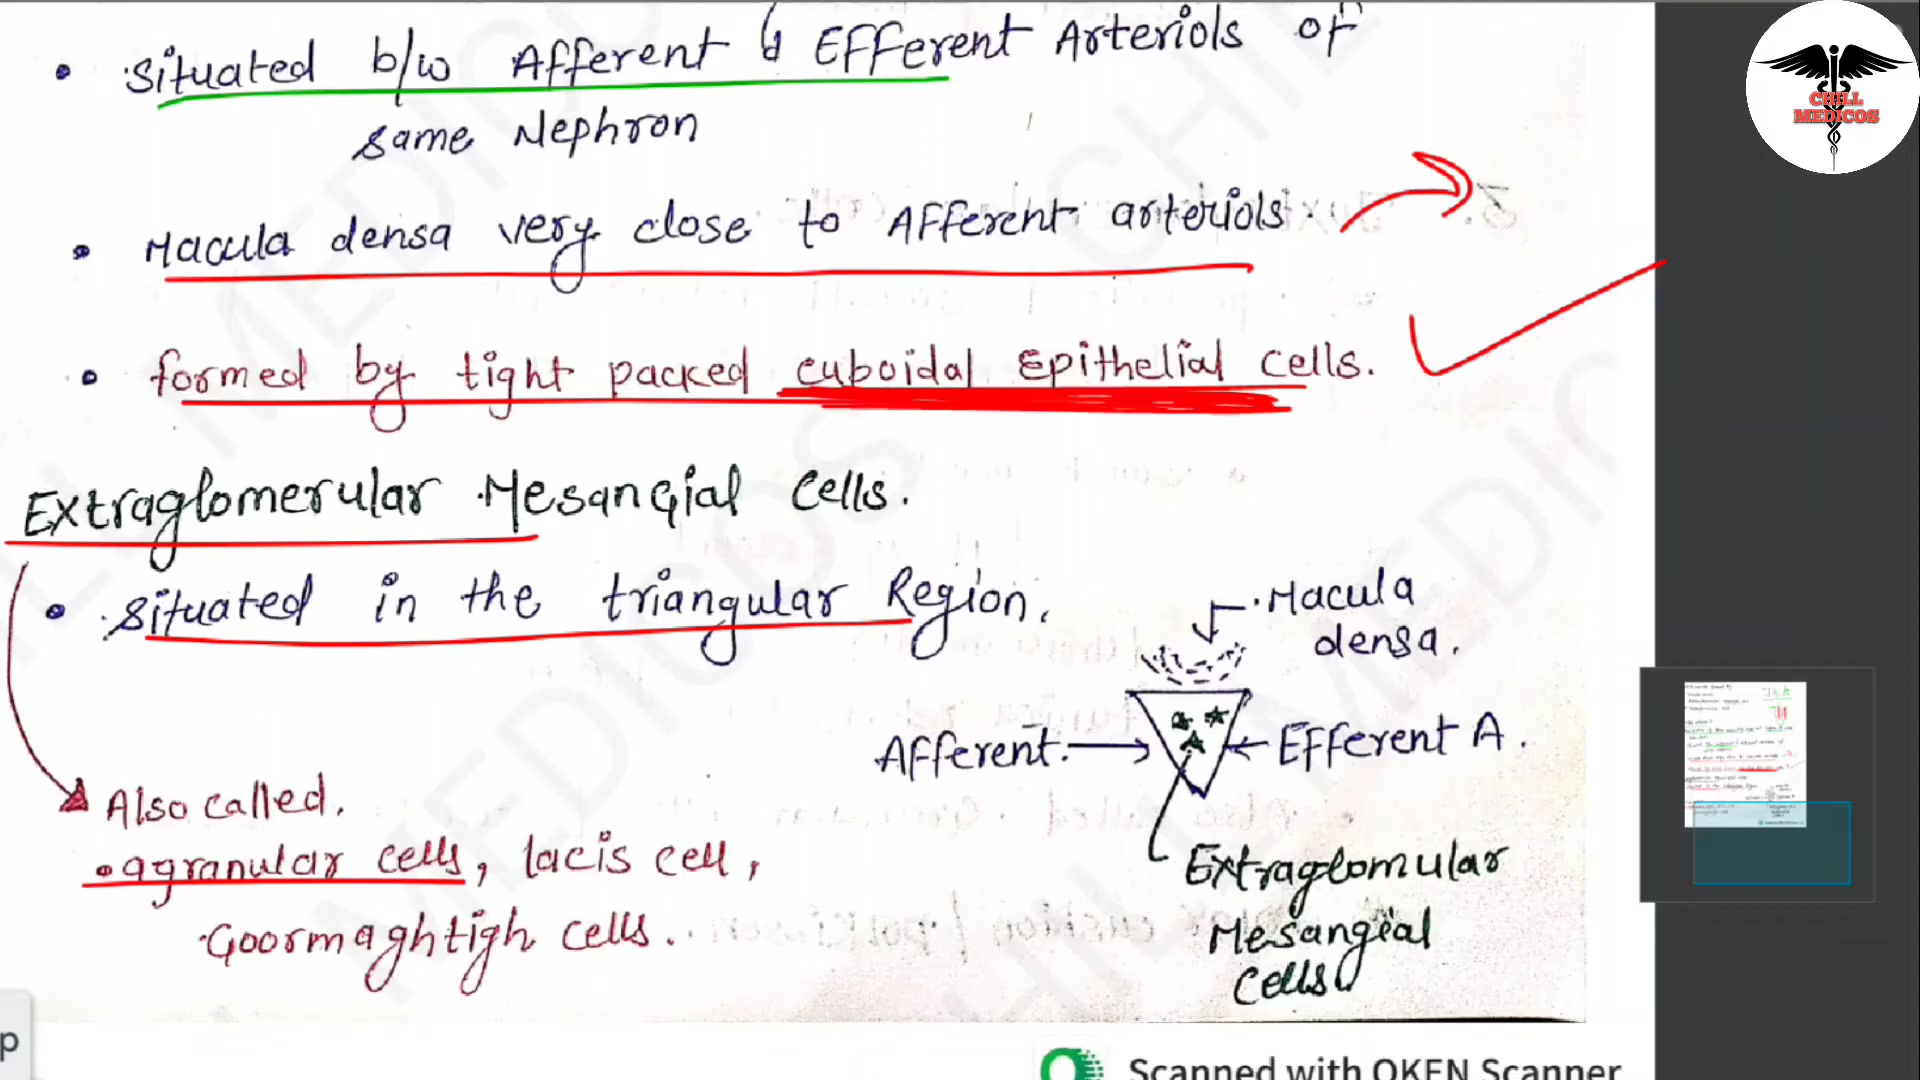 • Situated b/w Afferent & Efferent Arteriols of
same Nephron
• Macula densa very close to Afferent arteriols.
• formed by tight packed cuboidal Epithelial cells.
Extraglomerular Mesangial Cells.
• Situated in the triangular Region.
Macula
densa.
Afferent.
Efferent A.
Also called.
• agranular cells, lacis cell,
Goormaghtigh cells.
Extraglomular
Mesangial
Cells
CHILL
MEDICOS
p
Scanned with OKEN Scanner